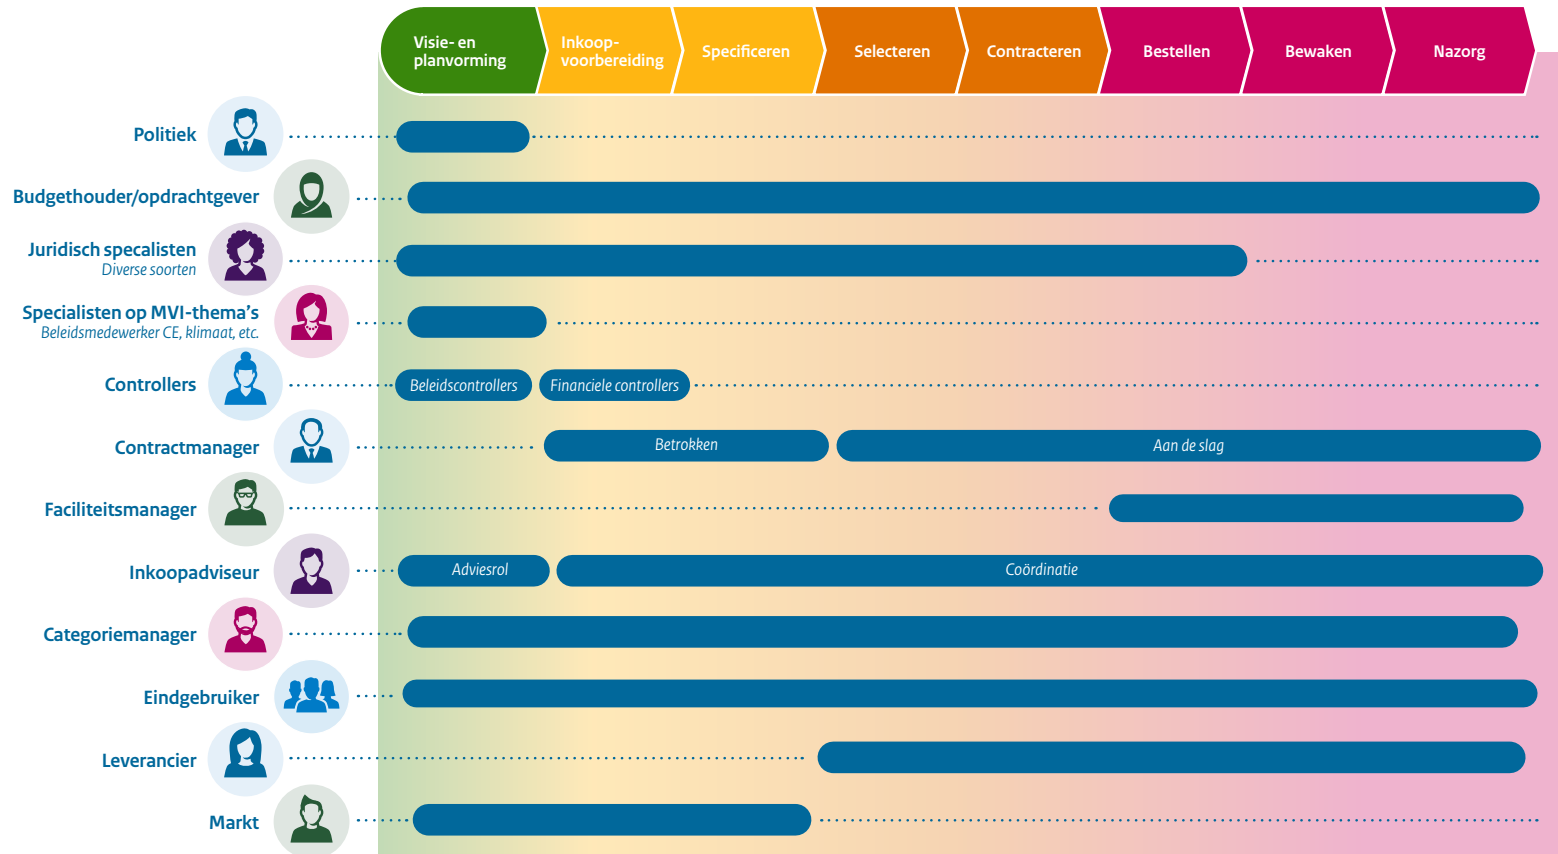 Visie- en
planvorming
Inkoop-
voorbereiding
Specificeren
Selecteren
Contracteren
Bestellen
Bewaken
Nazorg
Politiek
Budgethouder/opdrachtgever
Juridisch specalisten
Diverse soorten
Specialisten op MVI-thema's
Beleidsmedewerker CE, klimaat, etc.
Controllers
Beleidscontrollers
Financiele controllers
Contractmanager
Betrokken
Aan de slag
Faciliteitsmanager
Inkoopadviseur
Adviesrol
Coördinatie
Categoriemanager
Eindgebruiker
Leverancier
Markt